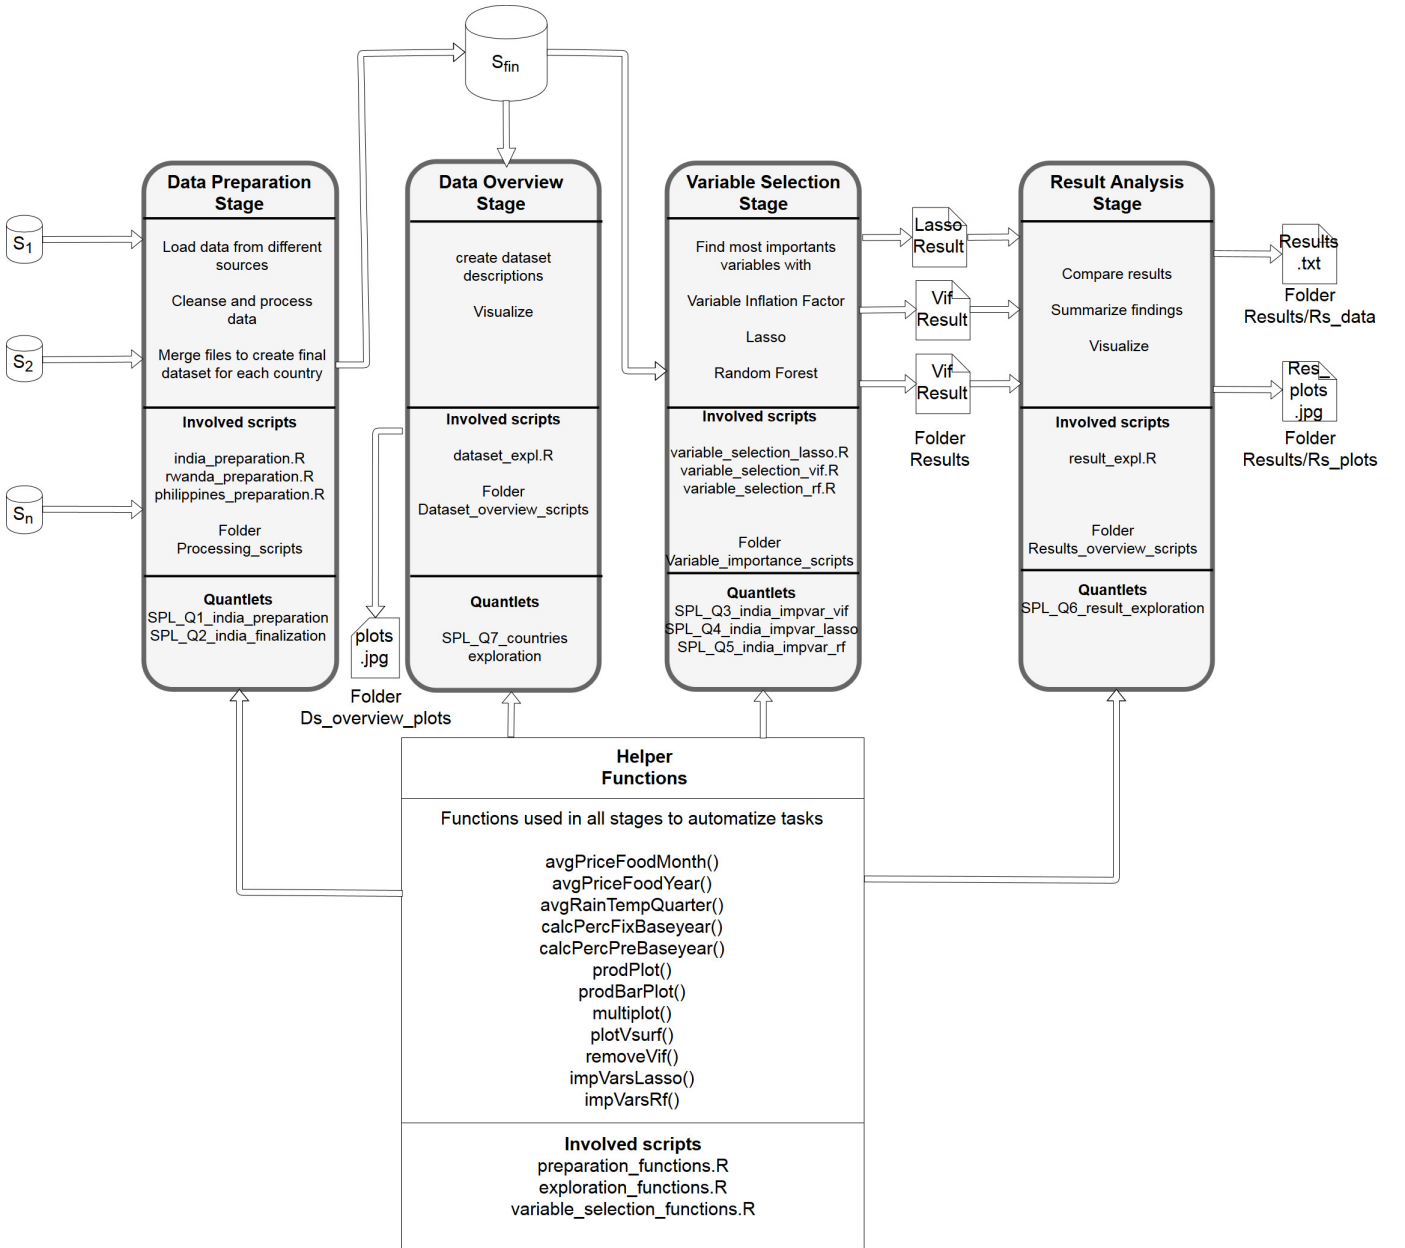 S_fin
S_1
S_2
S_n
Data Preparation
Stage
Load data from different
sources
Cleanse and process
data
Merge files to create final
dataset for each country
Involved scripts
india_preparation.R
rwanda_preparation.R
philippines_preparation.R
Folder
Processing_scripts
Quantlets
SPL_Q1_india_preparation
SPL_Q2_india_finalization
Data Overview
Stage
create dataset
descriptions
Visualize
Involved scripts
dataset_expl.R
Folder
Dataset_overview_scripts
Quantlets
SPL_Q7_countries
exploration
plots
.jpg
Folder
Ds_overview_plots
Variable Selection
Stage
Find most importants
variables with
Variable Inflation Factor
Lasso
Random Forest
Involved scripts
variable_selection_lasso.R
variable_selection_vif.R
variable_selection_rf.R
Folder
Variable_importance_scripts
Quantlets
SPL_Q3_india_impvar_vif
SPL_Q4_india_impvar_lasso
SPL_Q5_india_impvar_rf
Lasso
Result
Vif
Result
Vif
Result
Folder
Results
Result Analysis
Stage
Compare results
Summarize findings
Visualize
Involved scripts
result_expl.R
Folder
Results_overview_scripts
Quantlets
SPL_Q6_result_exploration
Results
.txt
Folder
Results/Rs_data
Res_
plots
.jpg
Folder
Results/Rs_plots
Helper
Functions
Functions used in all stages to automatize tasks
avgPriceFoodMonth()
avgPriceFoodYear()
avgRainTempQuarter()
calcPercFixBaseyear()
calcPercPreBaseyear()
prodPlot()
prodBarPlot()
multiplot()
plotVsurf()
removeVif()
impVarsLasso()
impVarsRf()
Involved scripts
preparation_functions.R
exploration_functions.R
variable_selection_functions.R